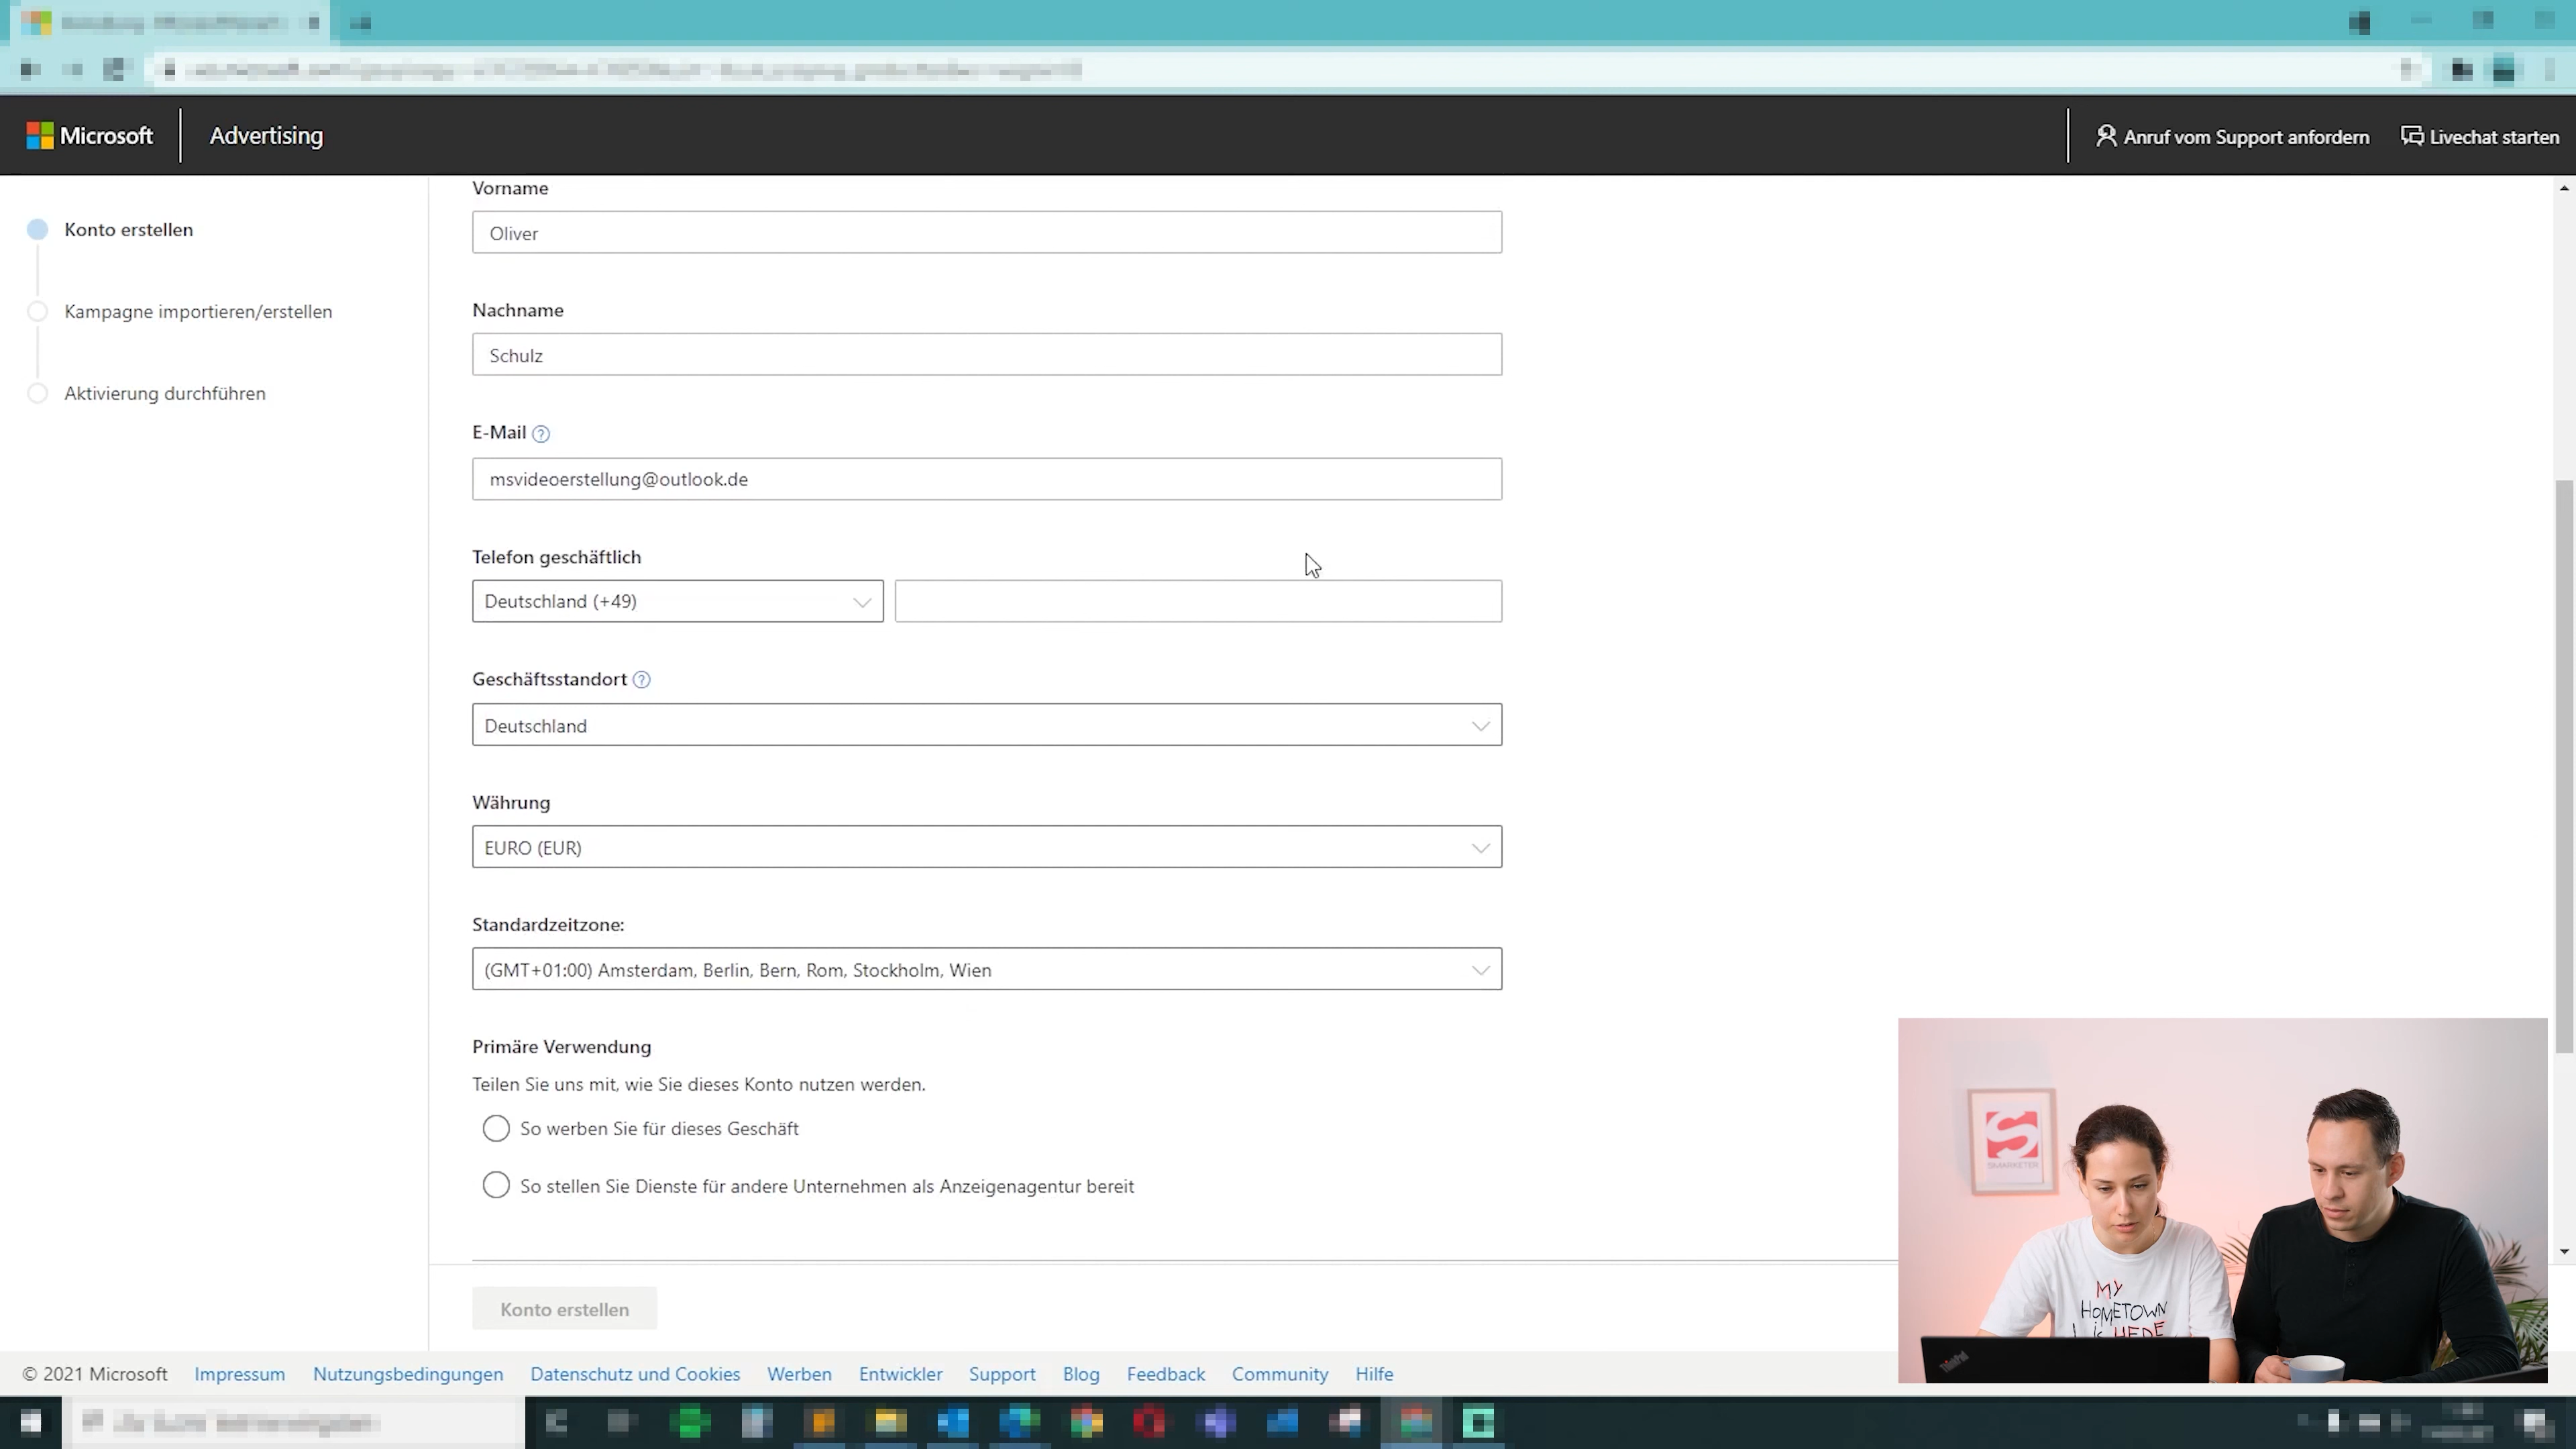 Microsoft
Advertising
Anruf vom Support anfordern
Livechat starten
Konto erstellen
Kampagne importieren/erstellen
Aktivierung durchführen
Vorname
Oliver
Nachname
Schulz
E-Mail ?
msvideoerstellung@outlook.de
Telefon geschäftlich
Deutschland (+49)
Geschäftsstandort ?
Deutschland
Währung
EURO (EUR)
Standardzeitzone:
(GMT+01:00) Amsterdam, Berlin, Bern, Rom, Stockholm, Wien
Primäre Verwendung
Teilen Sie uns mit, wie Sie dieses Konto nutzen werden.
So werben Sie für dieses Geschäft
So stellen Sie Dienste für andere Unternehmen als Anzeigenagentur bereit
Konto erstellen
SMARKETER
MY
HOMETOWN
ThinkPad
© 2021 Microsoft Impressum Nutzungsbedingungen Datenschutz und Cookies Werben Entwickler Support Blog Feedback Community Hilfe